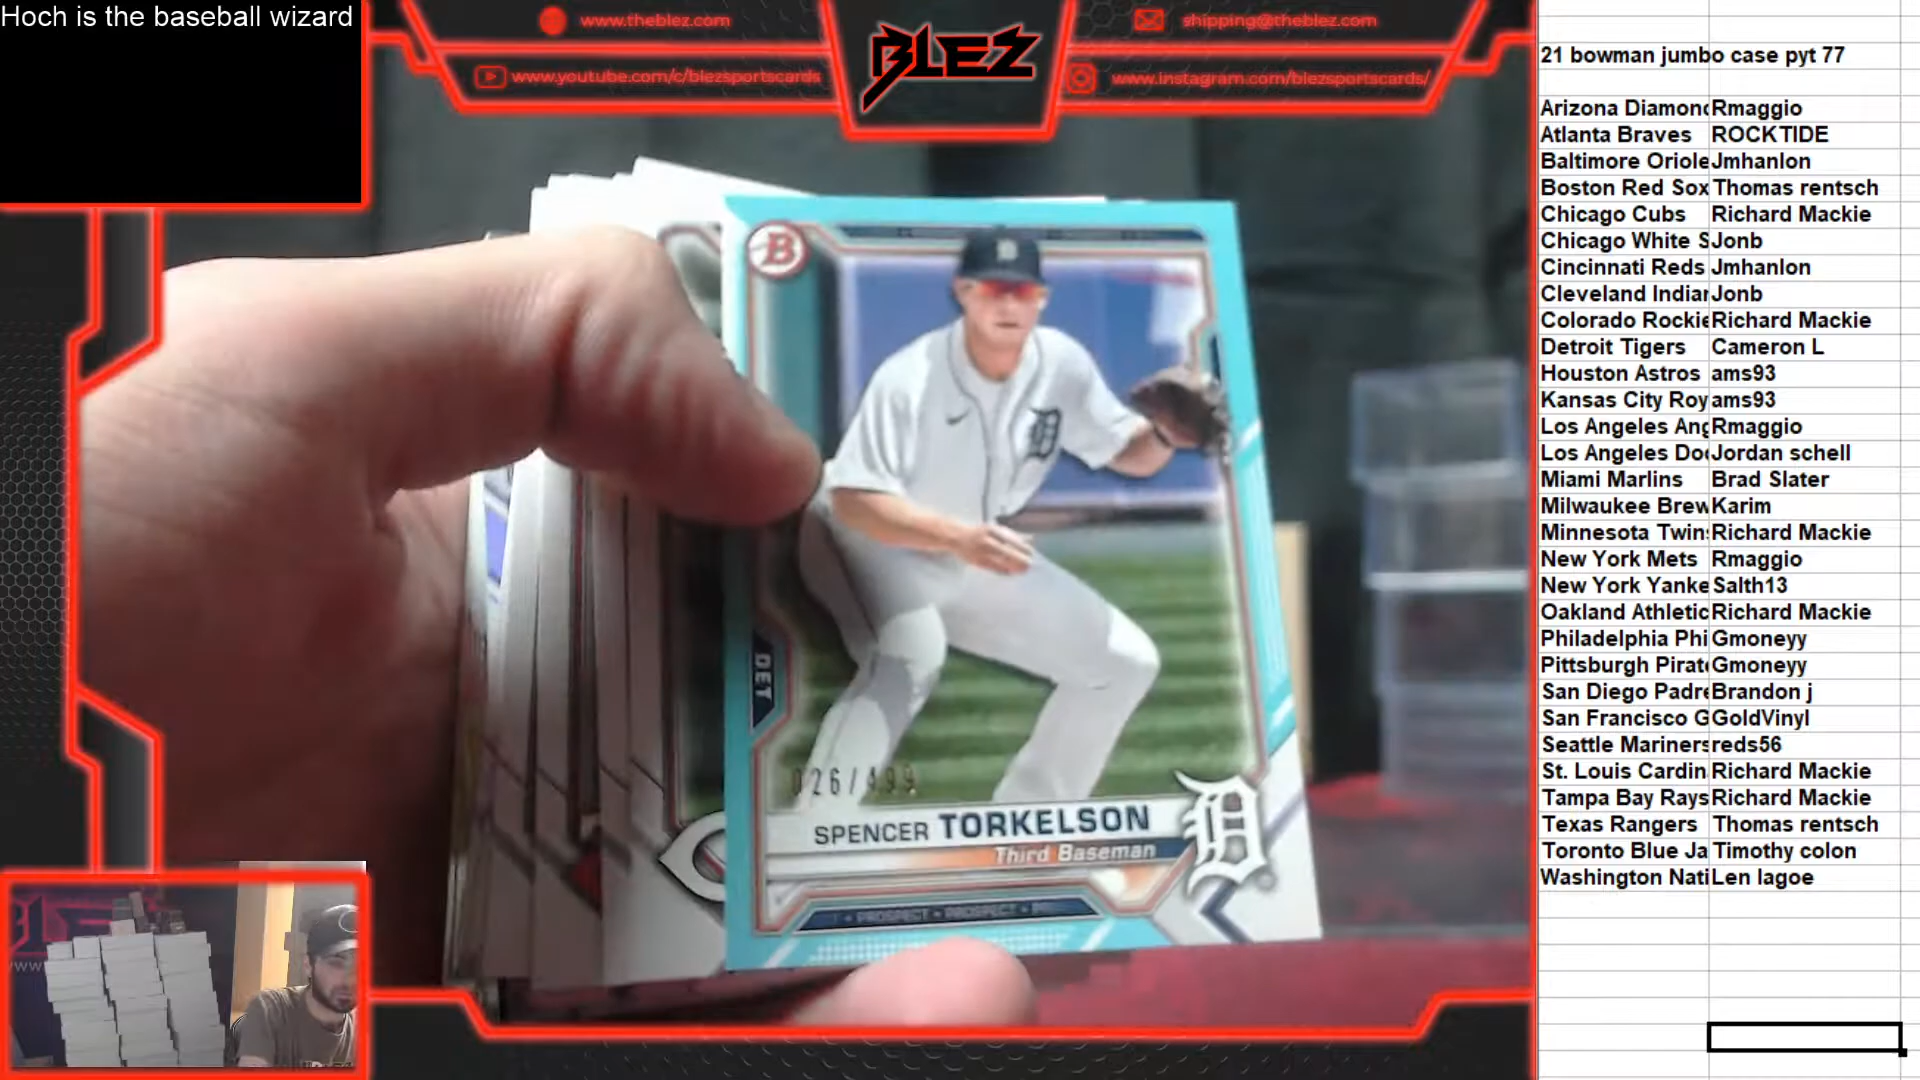 Hoch is the baseball wizard
www.theblez.com
shipping@theblez.com
BLEZ
www.youtube.com/c/blezsportscards
www.instagram.com/blezsportscards/
B
D
D
DET
026/499
SPENCER TORKELSON
Third Baseman
D
PROSPECT • PROSPECT
21 bowman jumbo case pyt 77
Arizona Diamond Rmaggio
Atlanta Braves ROCKTIDE
Baltimore Oriole Jmhanlon
Boston Red Sox Thomas rentsch
Chicago Cubs Richard Mackie
Chicago White S Jonb
Cincinnati Reds Jmhanlon
Cleveland Indian Jonb
Colorado Rockie Richard Mackie
Detroit Tigers Cameron L
Houston Astros ams93
Kansas City Roy ams93
Los Angeles Ang Rmaggio
Los Angeles Dod Jordan schell
Miami Marlins Brad Slater
Milwaukee Brew Karim
Minnesota Twins Richard Mackie
New York Mets Rmaggio
New York Yanke Salth13
Oakland Athletic Richard Mackie
Philadelphia Phi Gmoneyy
Pittsburgh Pirate Gmoneyy
San Diego Padre Brandon j
San Francisco G GoldVinyl
Seattle Mariners reds56
St. Louis Cardin Richard Mackie
Tampa Bay Rays Richard Mackie
Texas Rangers Thomas rentsch
Toronto Blue Ja Timothy colon
Washington Nati Len lagoe